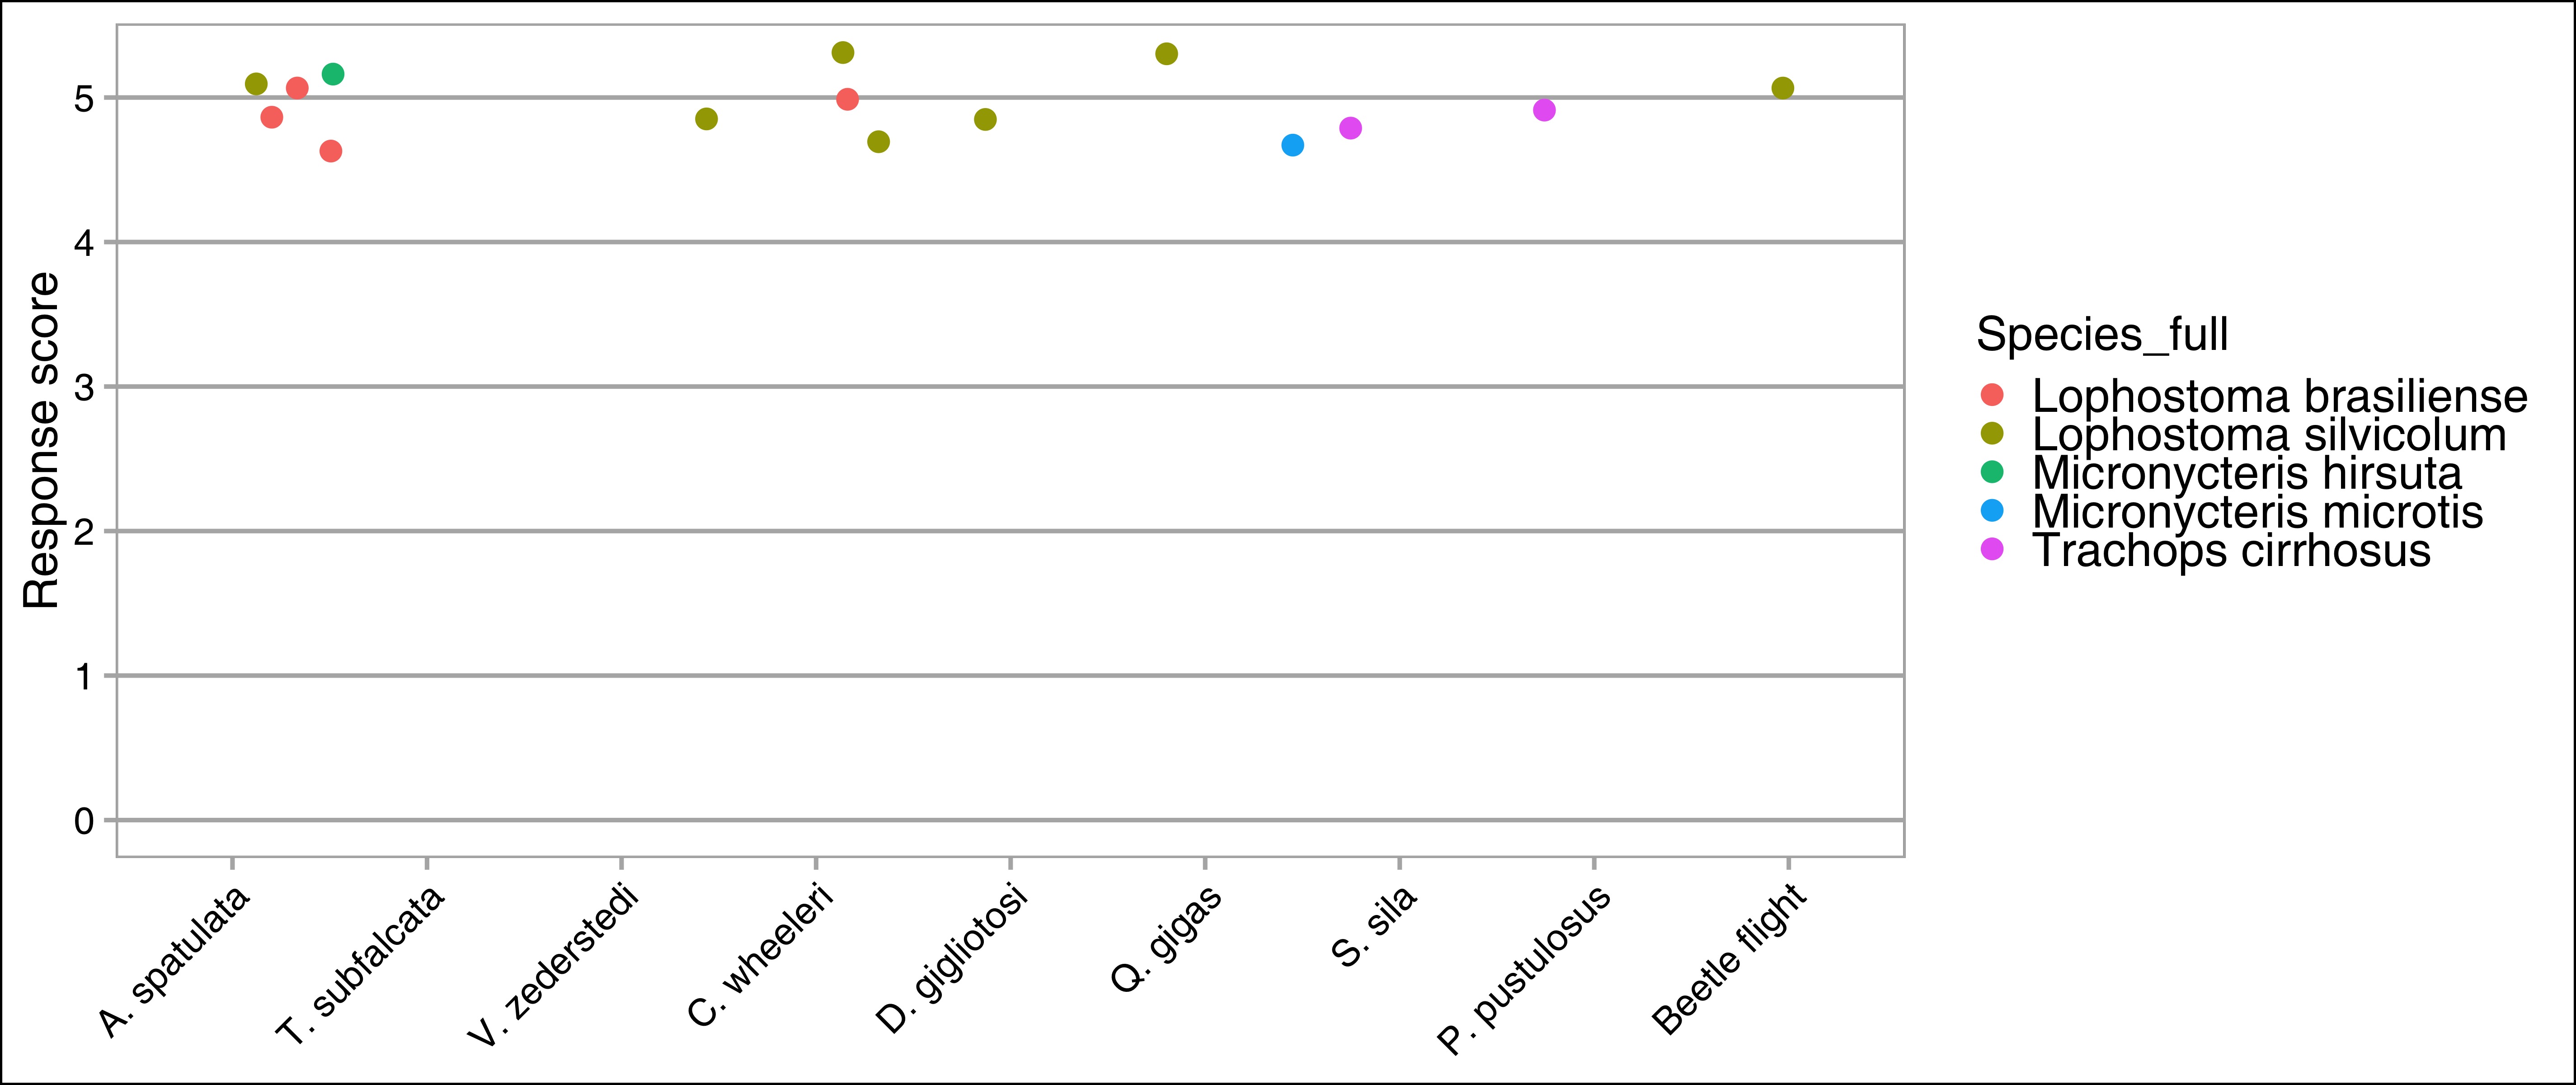 Response score
5
4
3
2
1
0
A. spatulata
T. subfalcata
V. zederstedi
C. wheeleri
D. gigliotosi
Q. gigas
S. sila
P. pustulosus
Beetle flight
Species_full
Lophostoma brasiliense
Lophostoma silvicolum
Micronycteris hirsuta
Micronycteris microtis
Trachops cirrhosus